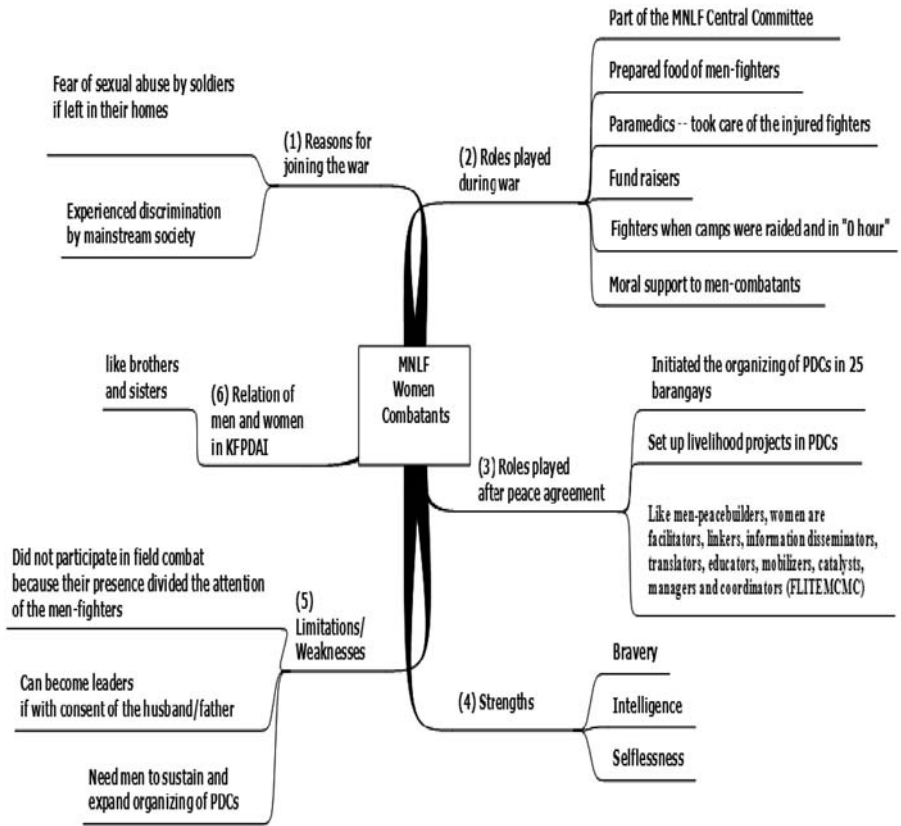 MNLF
Women
Combatants
(1) Reasons for
joining the war
Fear of sexual abuse by soldiers
if left in their homes
Experienced discrimination
by mainstream society
(2) Roles played
during war
Part of the MNLF Central Committee
Prepared food of men-fighters
Paramedics -- took care of the injured fighters
Fund raisers
Fighters when camps were raided and in "0 hour"
Moral support to men-combatants
(3) Roles played
after peace agreement
Initiated the organizing of PDCs in 25
barangays
Set up livelihood projects in PDCs
Like men-peacebuilders, women are
facilitators, linkers, information disseminators,
translators, educators, mobilizers, catalysts,
managers and coordinators (FLITEMCMC)
(4) Strengths
Bravery
Intelligence
Selflessness
(5)
Limitations/
Weaknesses
Did not participate in field combat
because their presence divided the attention
of the men-fighters
Can become leaders
if with consent of the husband/father
Need men to sustain and
expand organizing of PDCs
(6) Relation of
men and women
in KFPDAI
like brothers
and sisters